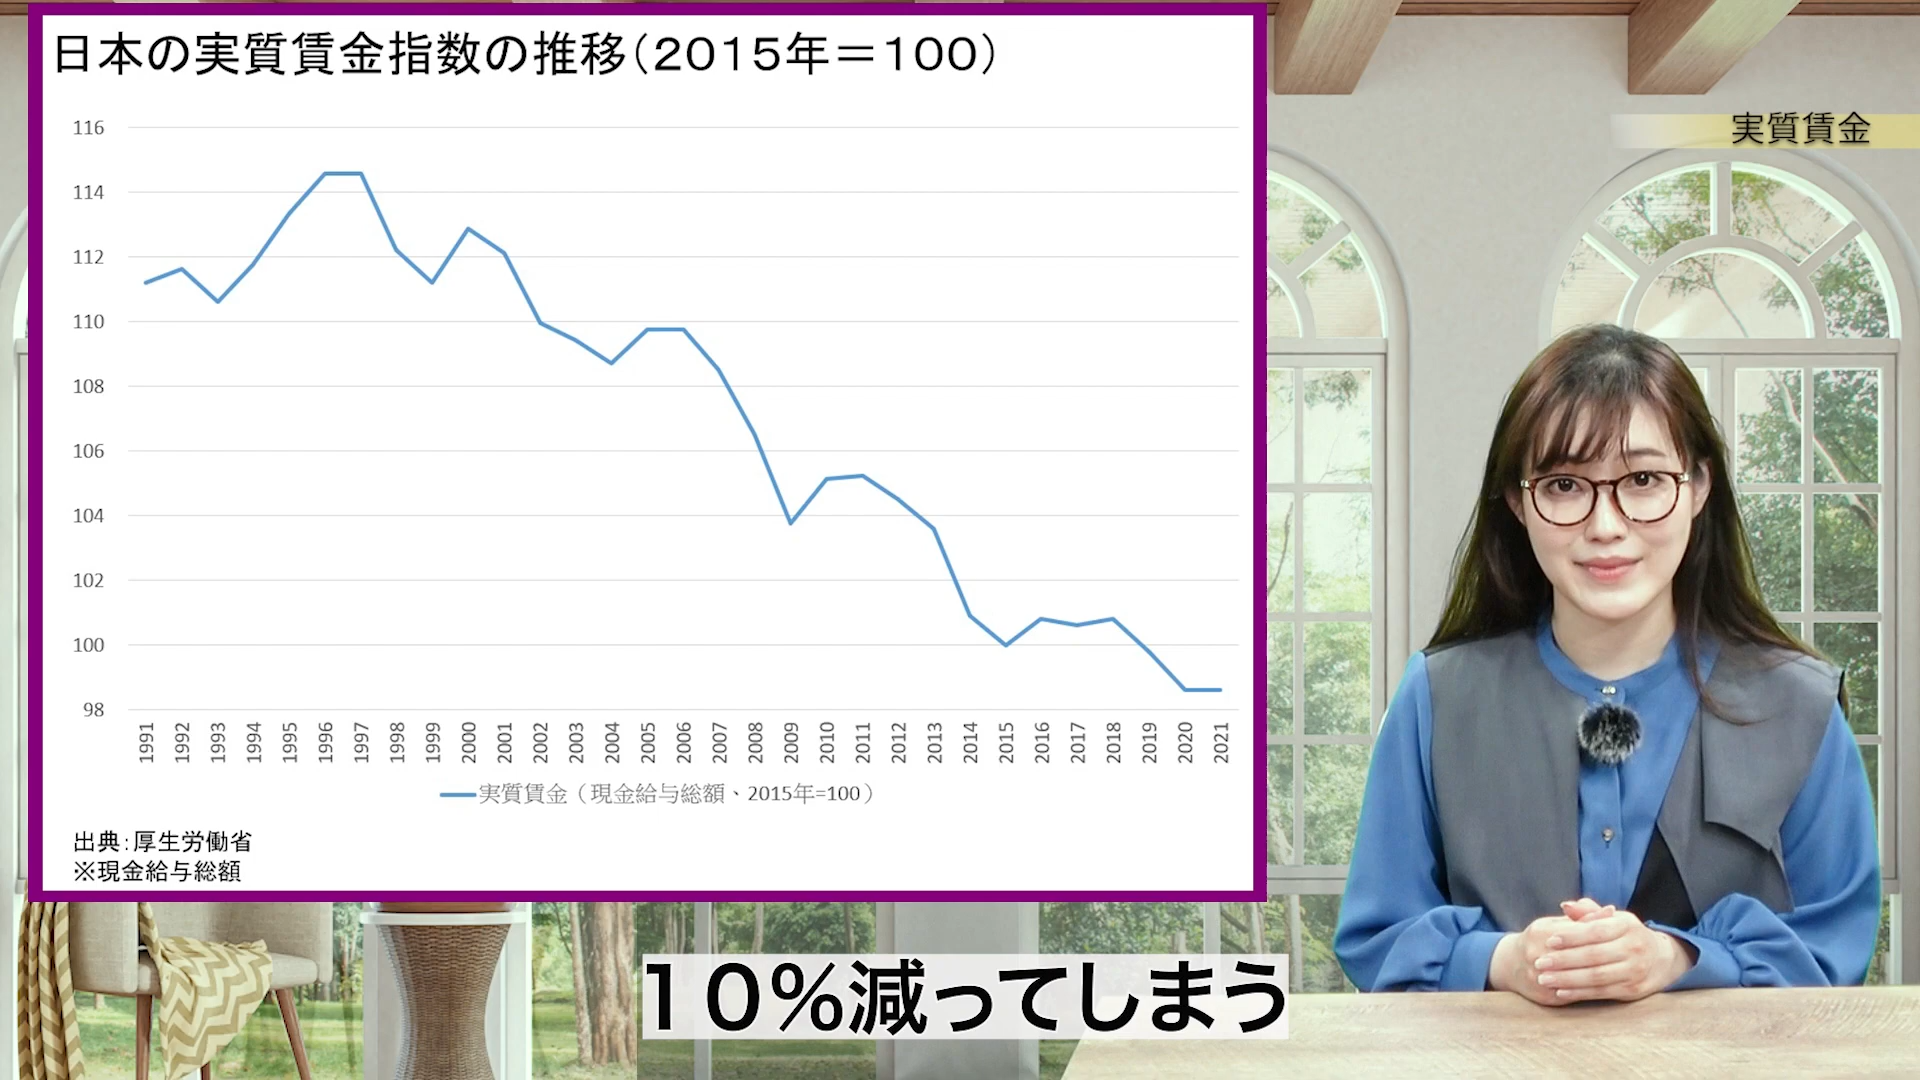 日本の実質賃金指数の推移（2015年＝100）
実質賃金
116
114
112
110
108
106
104
102
100
98
1991 1992 1993 1994 1995 1996 1997 1998 1999 2000 2001 2002 2003 2004 2005 2006 2007 2008 2009 2010 2011 2012 2013 2014 2015 2016 2017 2018 2019 2020 2021
実質賃金（現金給与総額、2015年=100）
出典：厚生労働省
※現金給与総額
10%減ってしまう